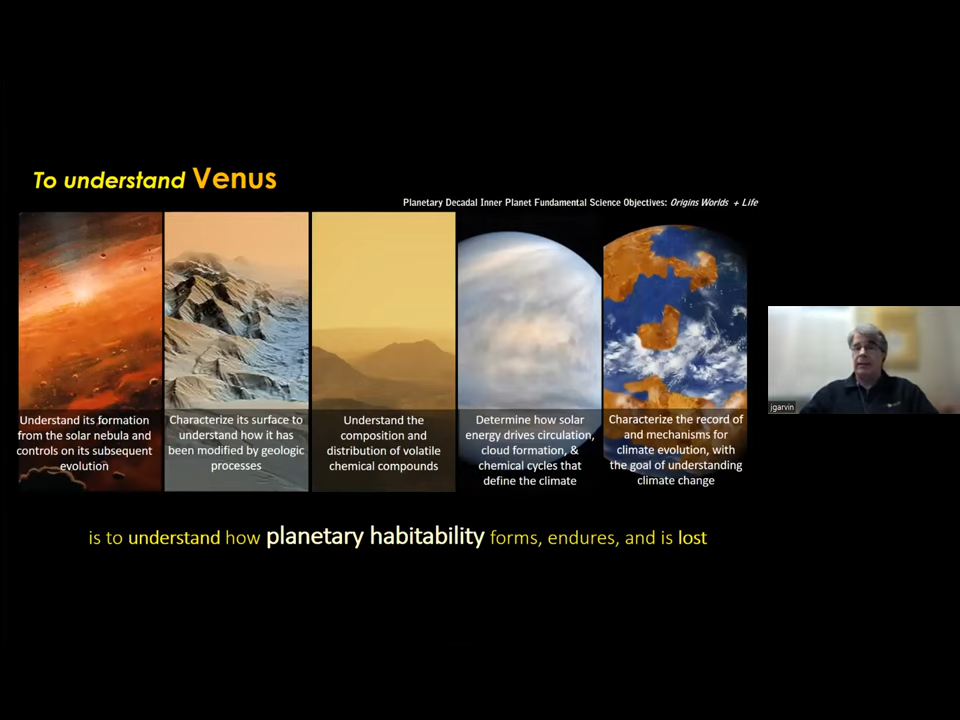 To understand Venus
Planetary Decadal Inner Planet Fundamental Science Objectives: Origins Worlds + Life
Understand its formation
from the solar nebula and
controls on its subsequent
evolution
Characterize its surface to
understand how it has
been modified by geologic
processes
Understand the
composition and
distribution of volatile
chemical compounds
Determine how solar
energy drives circulation,
cloud formation, &
chemical cycles that
define the climate
Characterize the record of
and mechanisms for
climate evolution, with
the goal of understanding
climate change
jgarvin
is to understand how planetary habitability forms, endures, and is lost